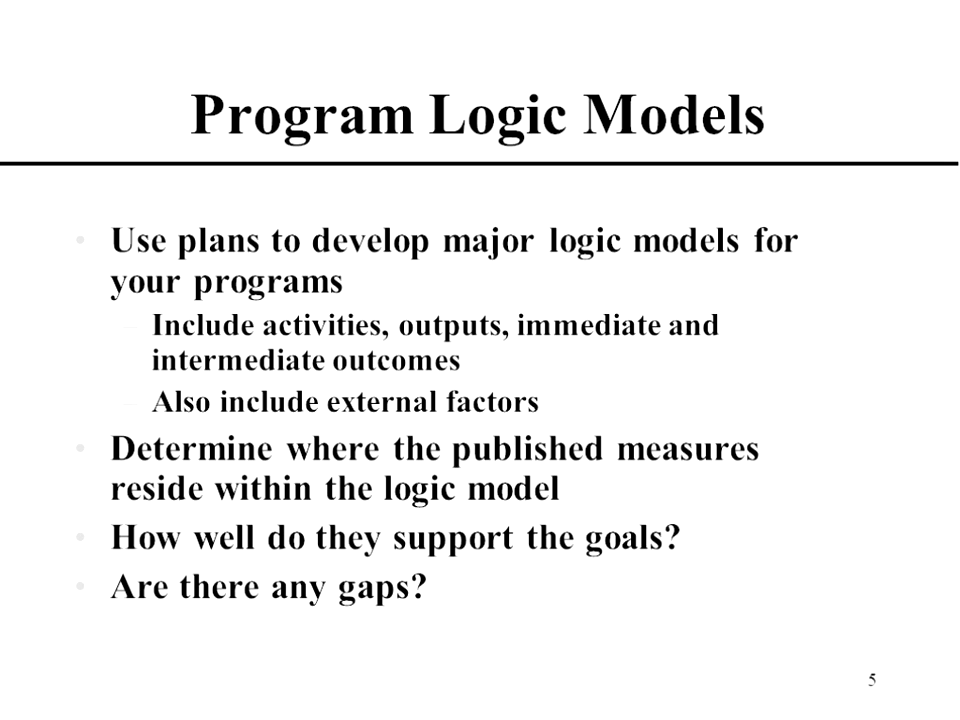 Program Logic Models
• Use plans to develop major logic models for
your programs
– Include activities, outputs, immediate and
intermediate outcomes
– Also include external factors
• Determine where the published measures
reside within the logic model
• How well do they support the goals?
• Are there any gaps?
5